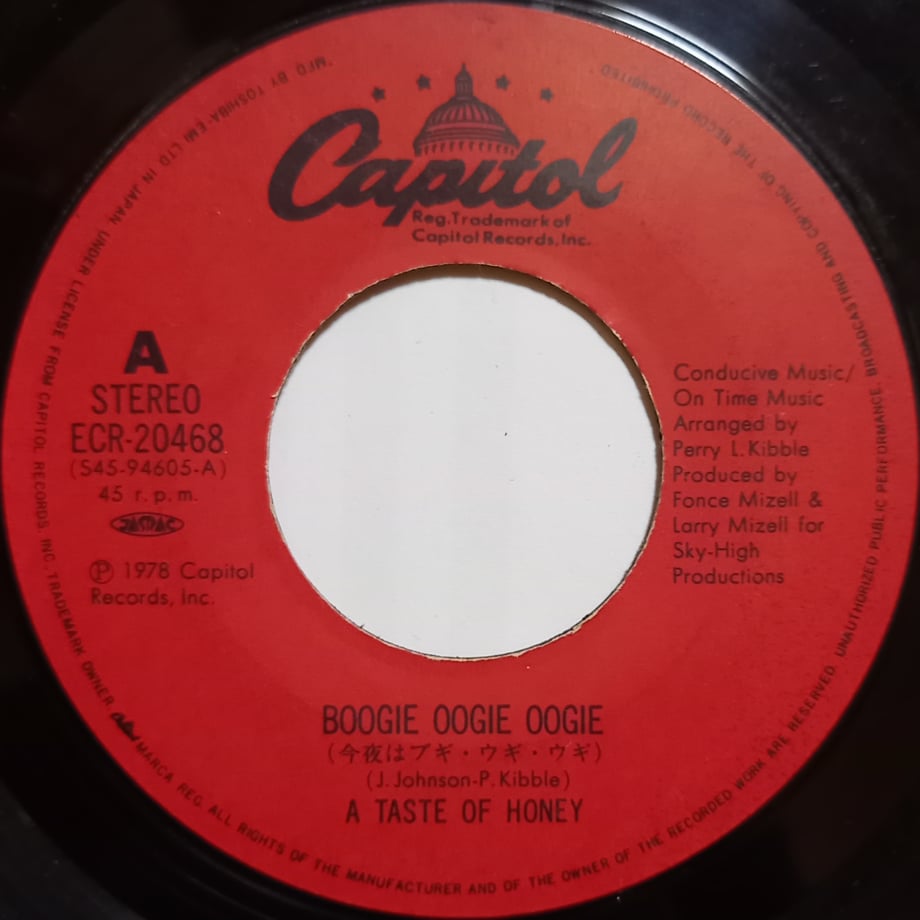 Capitol
Reg.Trademark of
Capitol Records, Inc.
A
STEREO
ECR-20468
(S45-94605-A)
45 r.p.m.
JASRAC
Ⓟ 1978 Capitol
Records, Inc.
Conducive Music/
On Time Music
Arranged by
Perry L. Kibble
Produced by
Fonce Mizell &
Larry Mizell for
Sky-High
Productions
BOOGIE OOGIE OOGIE
(今夜はブギ・ウギ・ウギ)
(J. Johnson-P. Kibble)
A TASTE OF HONEY
MFD BY TOSHIBA-EMI LTD IN JAPAN UNDER LICENSE FROM CAPITOL RECORDS, INC. TRADEMARK OWNER Capitol MARCA REG. ALL RIGHTS OF THE MANUFACTURER AND OF THE OWNER OF THE RECORDED WORK ARE RESERVED. UNAUTHORIZED PUBLIC PERFORMANCE. BROADCASTING AND COPYING OF THE RECORD PROHIBITED